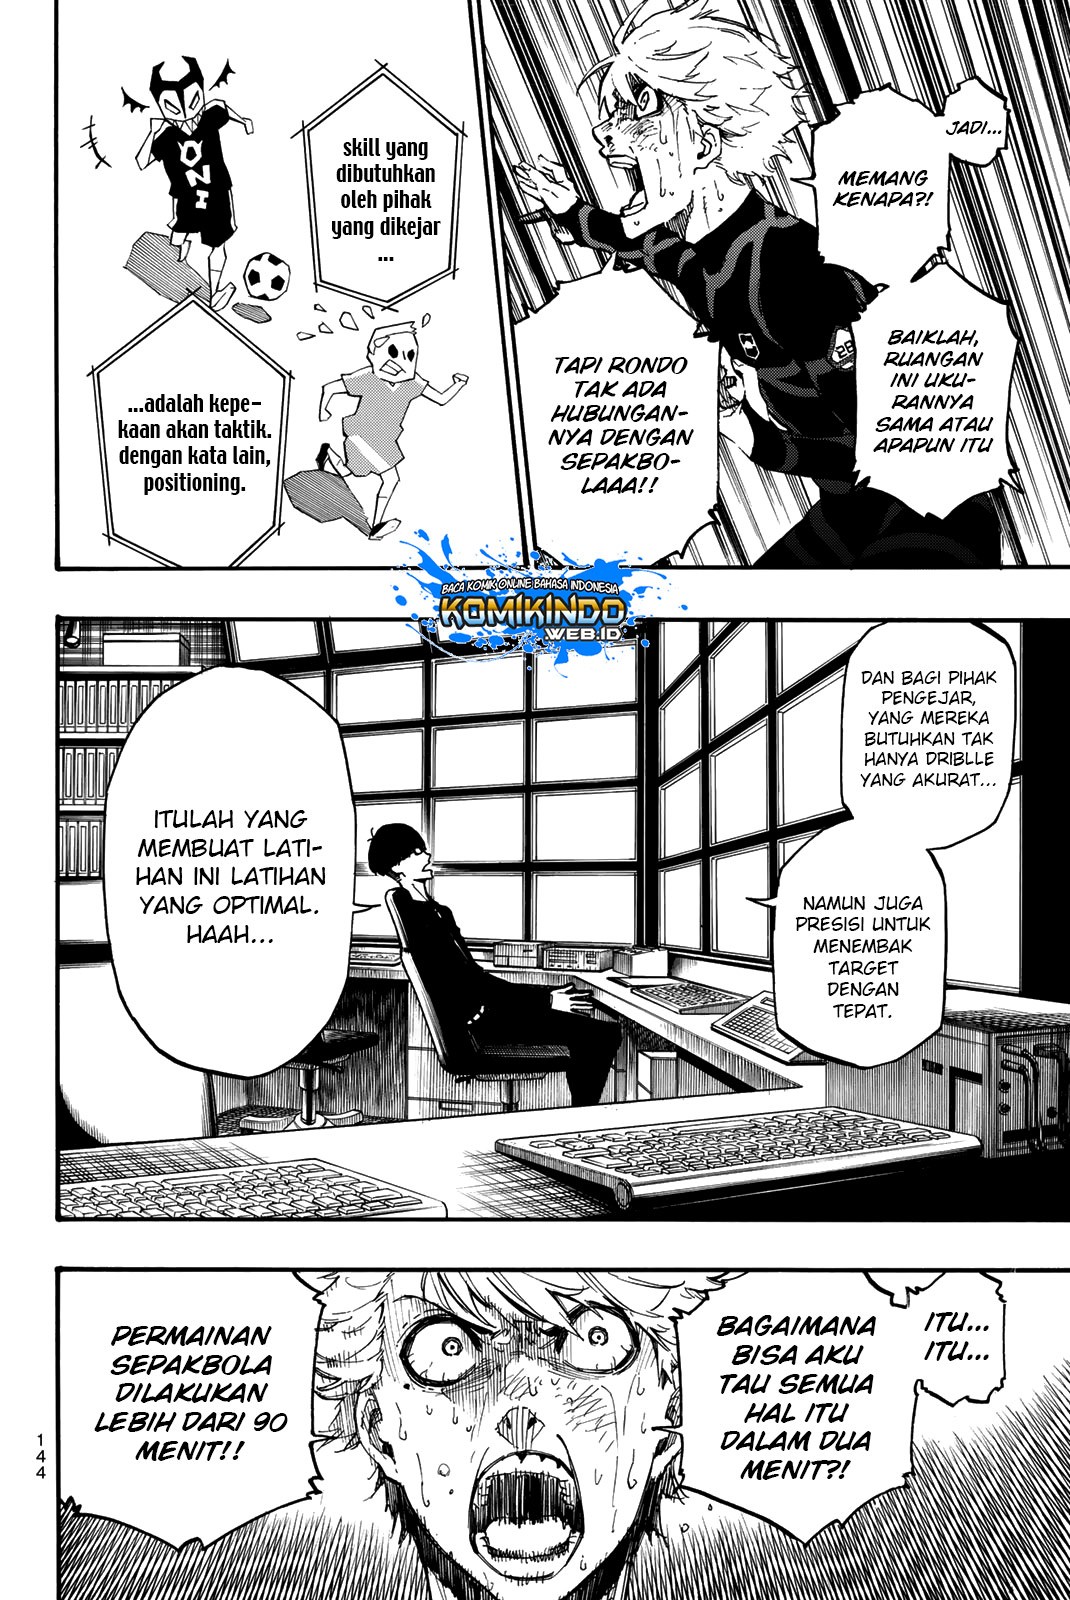 JADI...
MEMANG
KENAPA?!
BAIKLAH,
RUANGAN
INI UKU-
RANNYA
SAMA ATAU
APAPUN ITU
TAPI RONDO
TAK ADA
HUBUNGAN-
NYA DENGAN
SEPAKBO-
LAAA!!
28
skill yang
dibutuhkan
oleh pihak
yang dikejar
...
ONI
...adalah kepe-
kaan akan taktik.
dengan kata lain,
positioning.
BACA KOMIK ONLINE BAHASA INDONESIA
KOMIKINDO
WEB.ID
DAN BAGI PIHAK
PENGEJAR,
YANG MEREKA
BUTUHKAN TAK
HANYA DRIBLLE
YANG AKURAT...
NAMUN JUGA
PRESISI UNTUK
MENEMBAK
TARGET
DENGAN
TEPAT.
ITULAH YANG
MEMBUAT LATI-
HAN INI LATIHAN
YANG OPTIMAL.
HAAH...
ITU...
ITU...
BAGAIMANA
BISA AKU
TAU SEMUA
HAL ITU
DALAM DUA
MENIT?!
PERMAINAN
SEPAKBOLA
DILAKUKAN
LEBIH DARI 90
MENIT!!
144